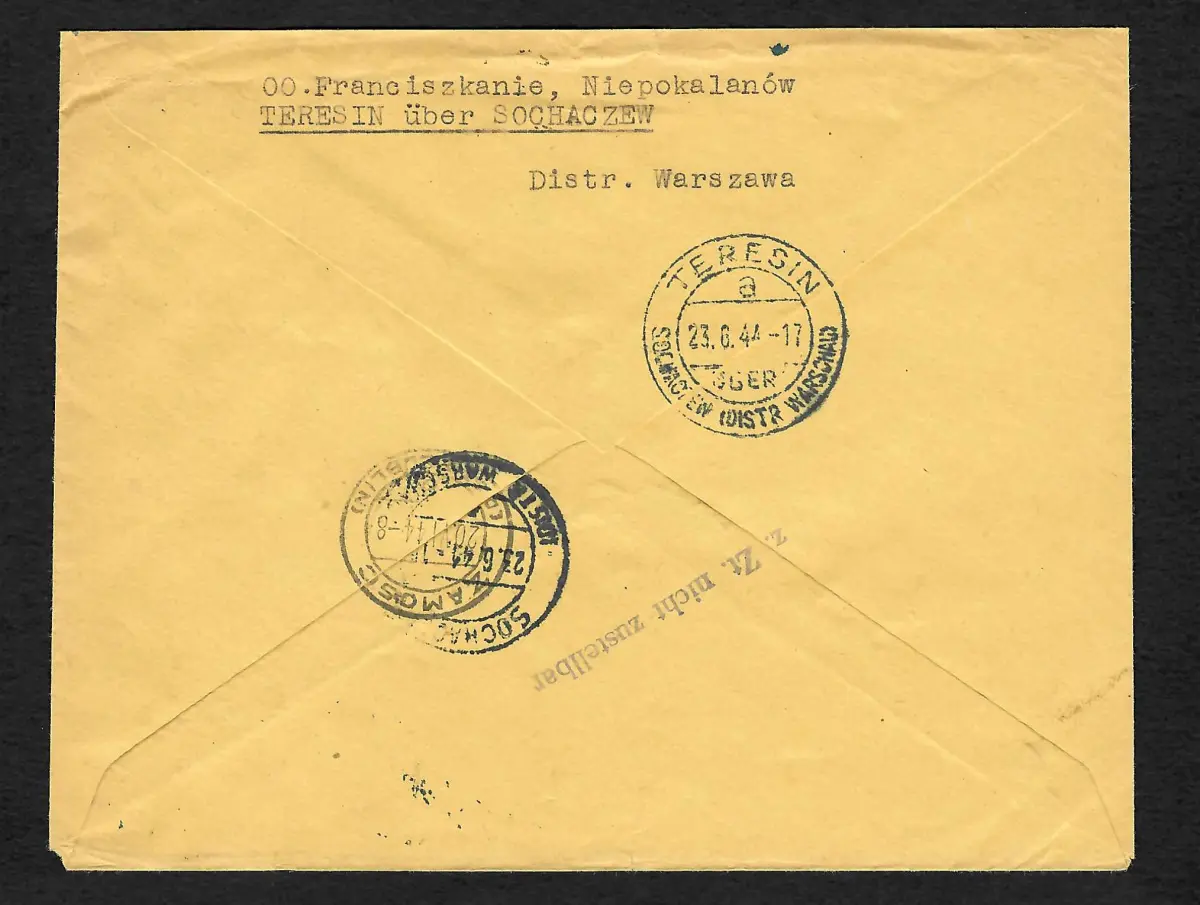 OO.Franciszkanie, Niepokalanów
TERESIN über SOCHACZEW
Distr. Warszawa
TERESIN
a
23.6.44-17
ÜBER
SOCHACZEW (DISTR WARSCHAU)
ZAMOSC
23.6.44
z. Zt. nicht zustellbar